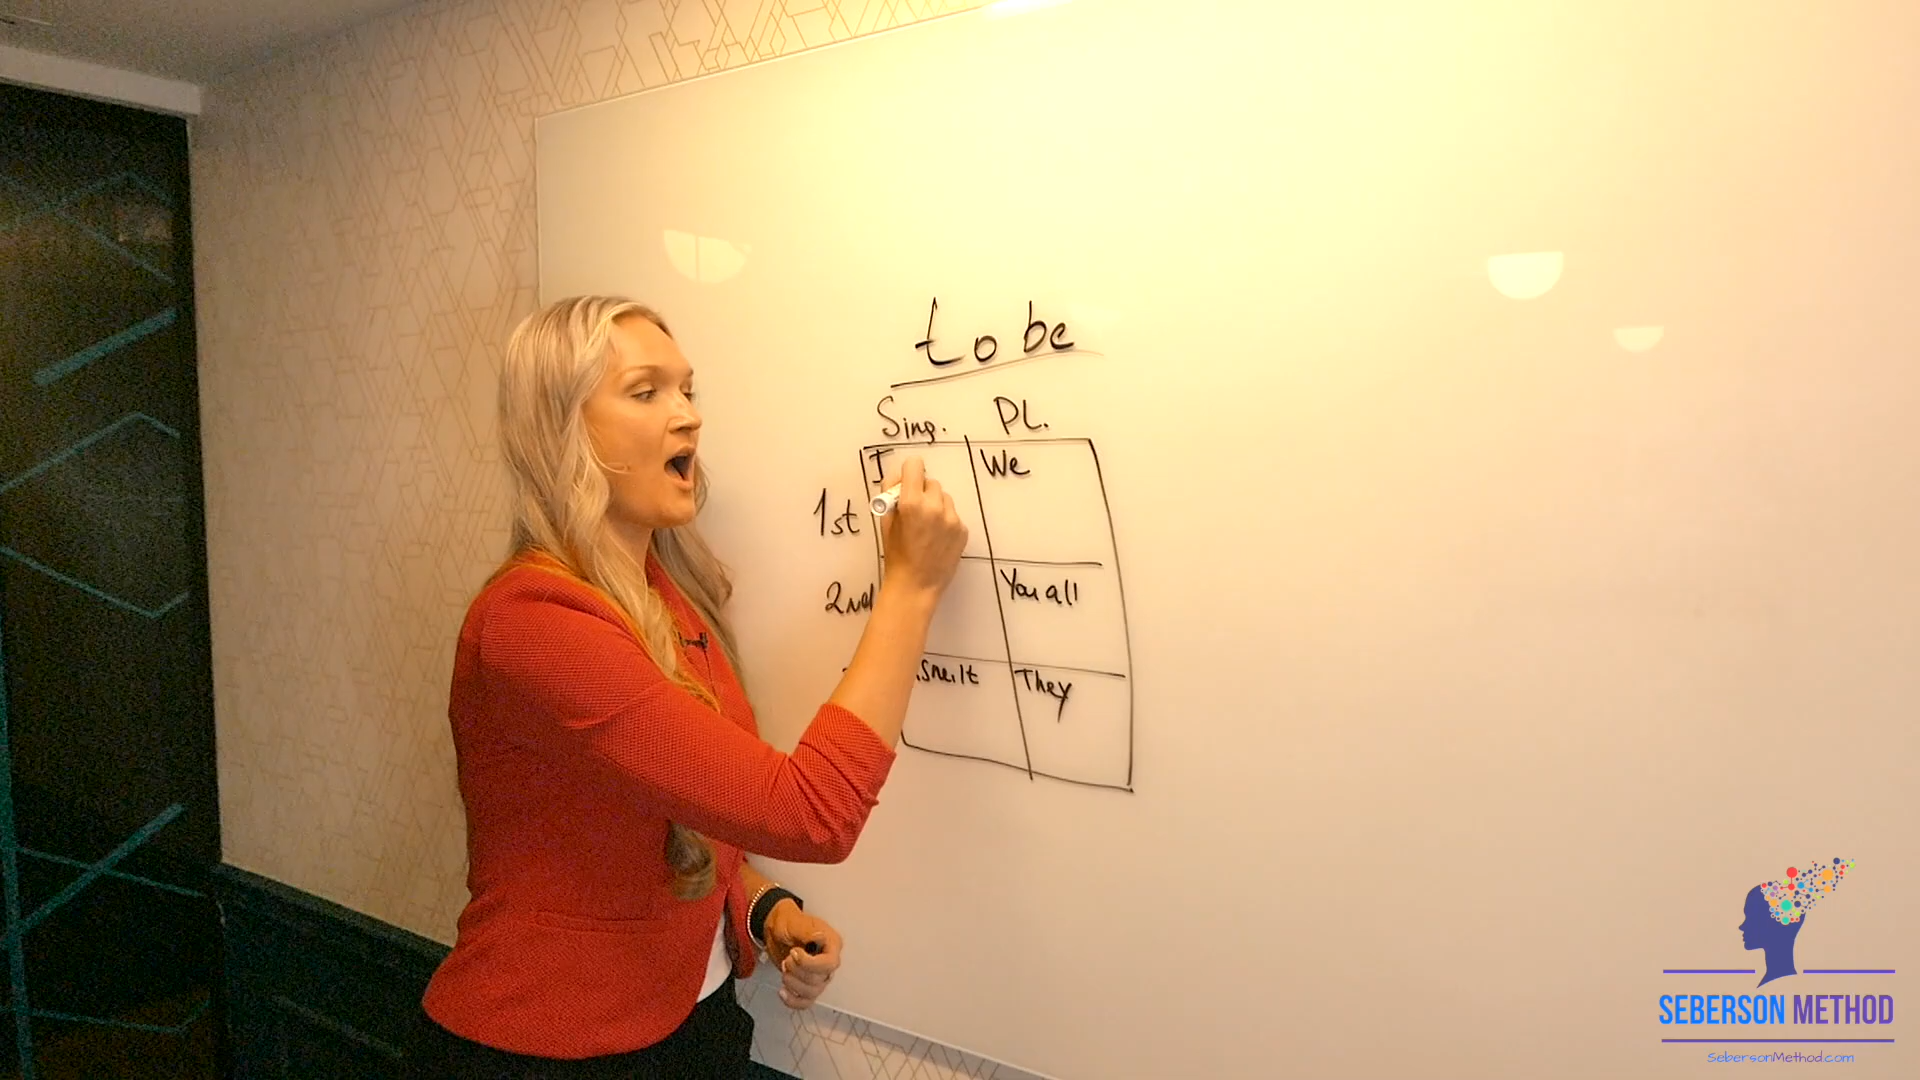 to be
Sing. Pl.
I We
1st
2nd You all
She, It They
SEBERSON METHOD
SebersonMethod.com